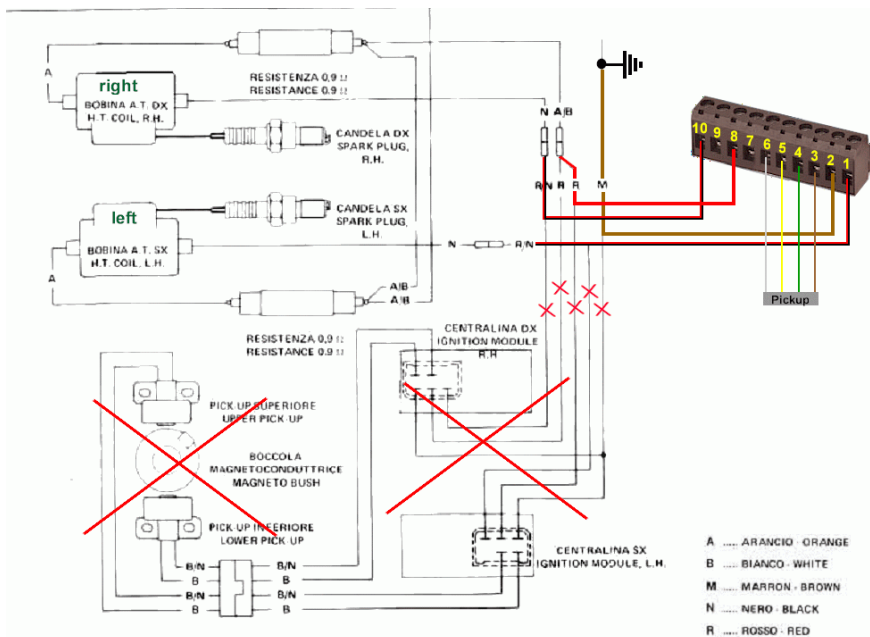 A
right
BOBINA A.T. DX
H.T. COIL, R.H.
RESISTENZA 0,9 Ω
RESISTANCE 0.9 Ω
CANDELA DX
SPARK PLUG,
R.H.
N A/B
R/N R R M
10 9 8 7 6 5 4 3 2 1
Pickup
CANDELA SX
SPARK PLUG,
L.H.
left
BOBINA A.T. SX
H.T. COIL, L.H.
A
N R/N
A/B
A/B
RESISTENZA 0,9 Ω
RESISTANCE 0.9 Ω
CENTRALINA DX
IGNITION MODULE
R.H
PICK-UP SUPERIORE
UPPER PICK-UP
BOCCOLA
MAGNETOCONDUTTRICE
MAGNETO BUSH
PICK-UP INFERIORE
LOWER PICK-UP
B/N B/N
B B
B/N B/N
B B
CENTRALINA SX
IGNITION MODULE, L.H.
A ..... ARANCIO - ORANGE
B ..... BIANCO - WHITE
M ..... MARRON - BROWN
N ..... NERO - BLACK
R ..... ROSSO - RED